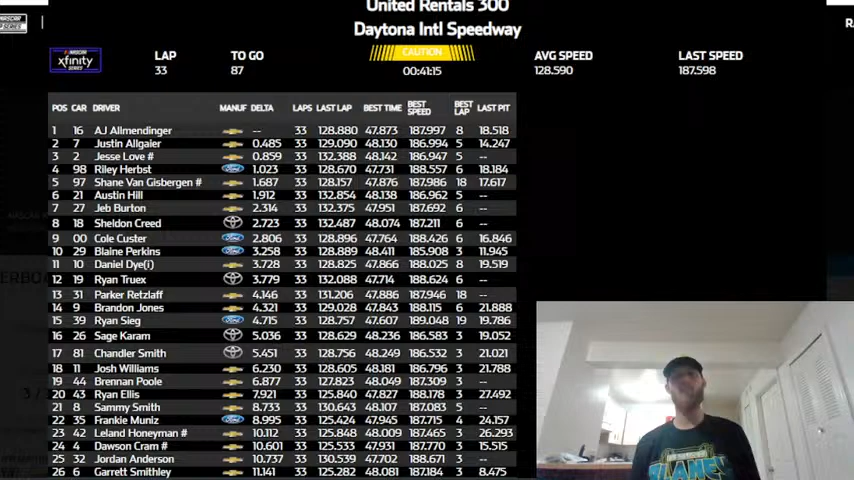 United Rentals 300
Daytona Intl Speedway
LAP
33
TO GO
87
CAUTION
00:41:15
AVG SPEED
128.590
LAST SPEED
187.598
xfinity
POS CAR DRIVER MANUF DELTA LAPS LAST LAP BEST TIME BEST SPEED BEST LAP LAST PIT
1 16 AJ Allmendinger -- 33 128.880 47.873 187.997 8 18.518
2 7 Justin Allgaier 0.485 33 129.090 48.130 186.994 5 14.247
3 2 Jesse Love # 0.859 33 132.388 48.142 186.947 5 --
4 98 Riley Herbst Ford 1.023 33 128.670 47.731 188.557 6 18.184
5 97 Shane Van Gisbergen # 1.687 33 128.157 47.876 187.986 18 17.617
6 21 Austin Hill 1.912 33 132.854 48.138 186.962 5 --
7 27 Jeb Burton 2.314 33 132.375 47.951 187.692 6 --
8 18 Sheldon Creed 2.723 33 132.487 48.074 187.211 6 --
9 00 Cole Custer Ford 2.806 33 128.896 47.764 188.426 6 16.846
10 29 Blaine Perkins Ford 3.258 33 128.889 48.411 185.908 3 11.945
11 10 Daniel Dye(i) 3.728 33 128.825 47.866 188.025 8 19.519
12 19 Ryan Truex 3.779 33 132.088 47.714 188.624 6 --
13 31 Parker Retzlaff 4.146 33 131.206 47.886 187.946 18 --
14 9 Brandon Jones 4.321 33 129.028 47.843 188.115 6 21.888
15 39 Ryan Sieg Ford 4.715 33 128.757 47.607 189.048 19 19.786
16 26 Sage Karam 5.036 33 128.629 48.236 186.583 3 19.052
17 81 Chandler Smith 5.451 33 128.756 48.249 186.532 3 21.021
18 11 Josh Williams 6.230 33 128.605 48.181 186.796 3 21.788
19 44 Brennan Poole 6.877 33 127.823 48.049 187.309 3 --
20 43 Ryan Ellis 7.921 33 125.840 47.827 188.178 3 27.492
21 8 Sammy Smith 8.733 33 130.643 48.107 187.083 5 --
22 35 Frankie Muniz Ford 8.995 33 125.424 47.945 187.715 4 24.157
23 42 Leland Honeyman # 10.112 33 125.848 48.009 187.465 3 26.293
24 4 Dawson Cram # 10.601 33 125.533 47.931 187.770 3 15.515
25 32 Jordan Anderson 10.737 33 130.539 47.702 188.671 3 --
26 6 Garrett Smithley 11.141 33 125.282 48.081 187.184 3 8.475